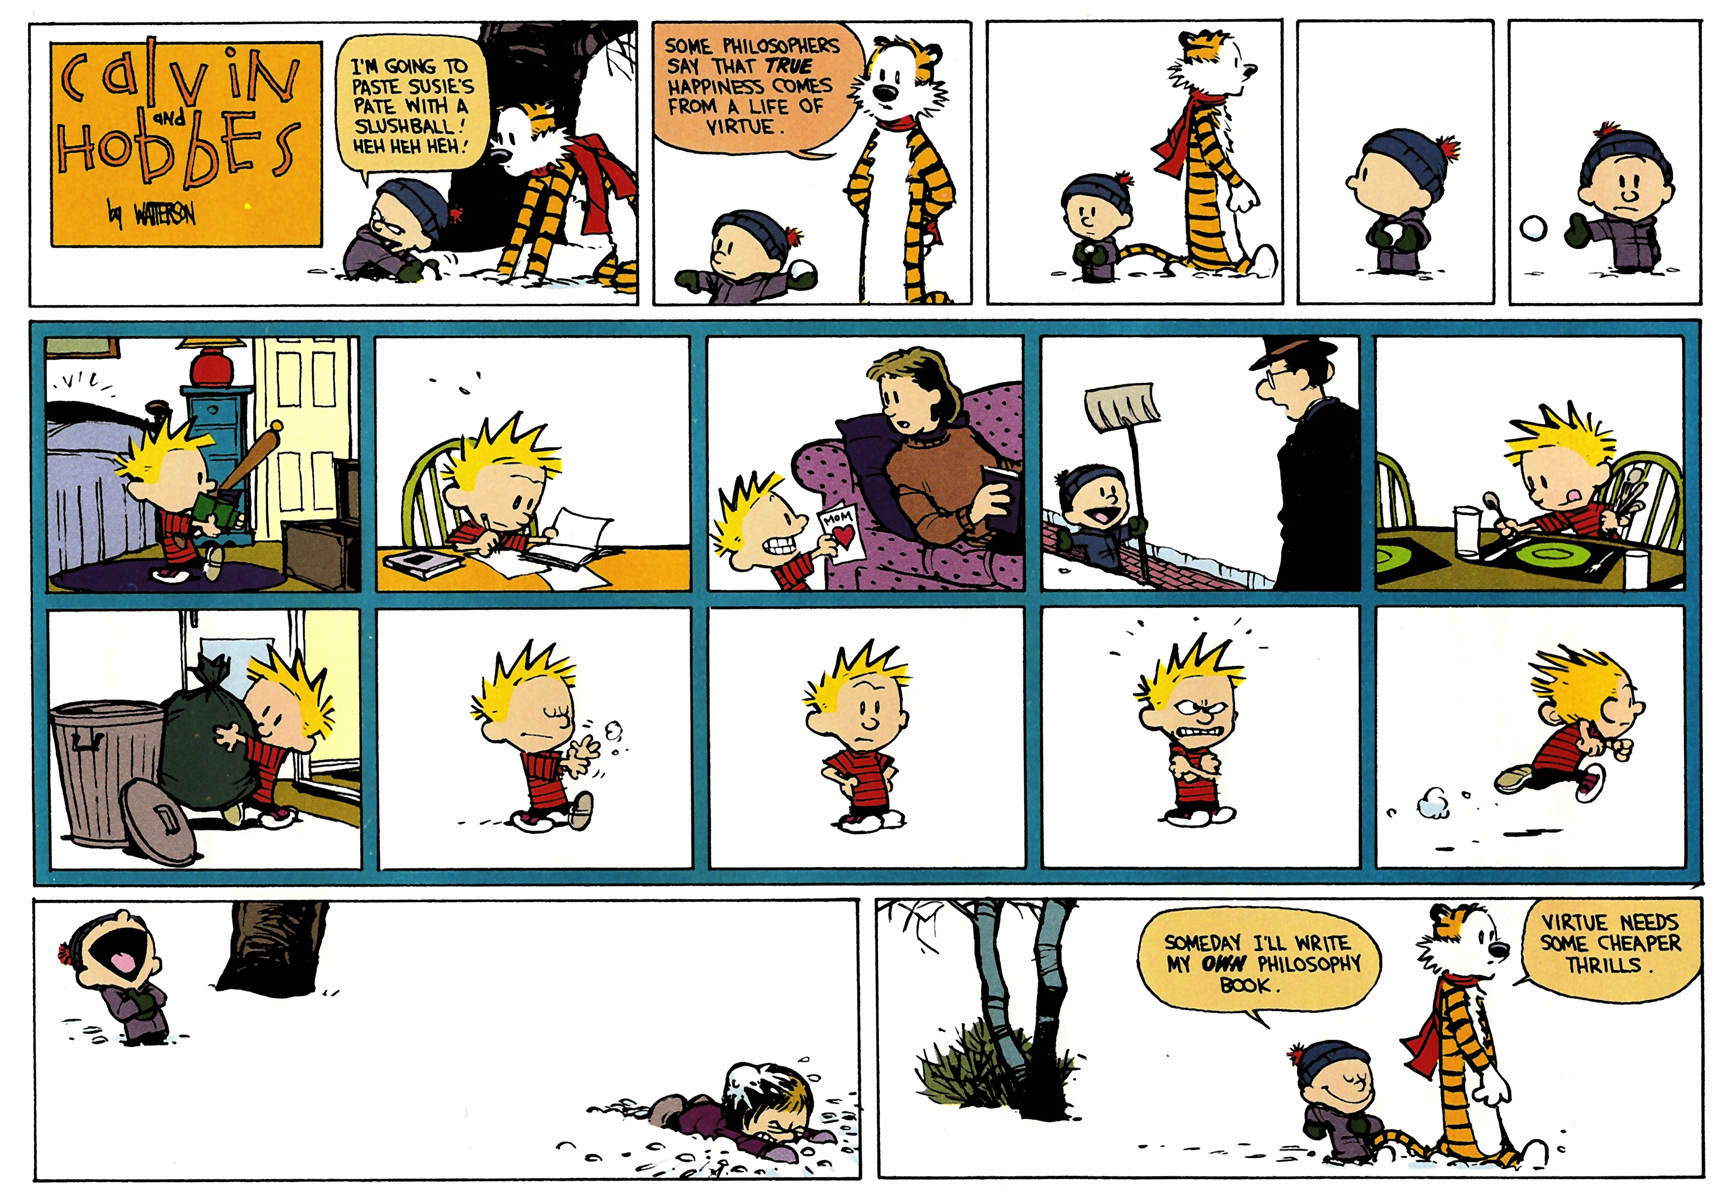 calvin
and
HOBBES
by WATTERSON
I'M GOING TO
PASTE SUSIE'S
PATE WITH A
SLUSHBALL!
HEH HEH HEH!
SOME PHILOSOPHERS
SAY THAT TRUE
HAPPINESS COMES
FROM A LIFE OF
VIRTUE.
MOM
SOMEDAY I'LL WRITE
MY OWN PHILOSOPHY
BOOK.
VIRTUE NEEDS
SOME CHEAPER
THRILLS.